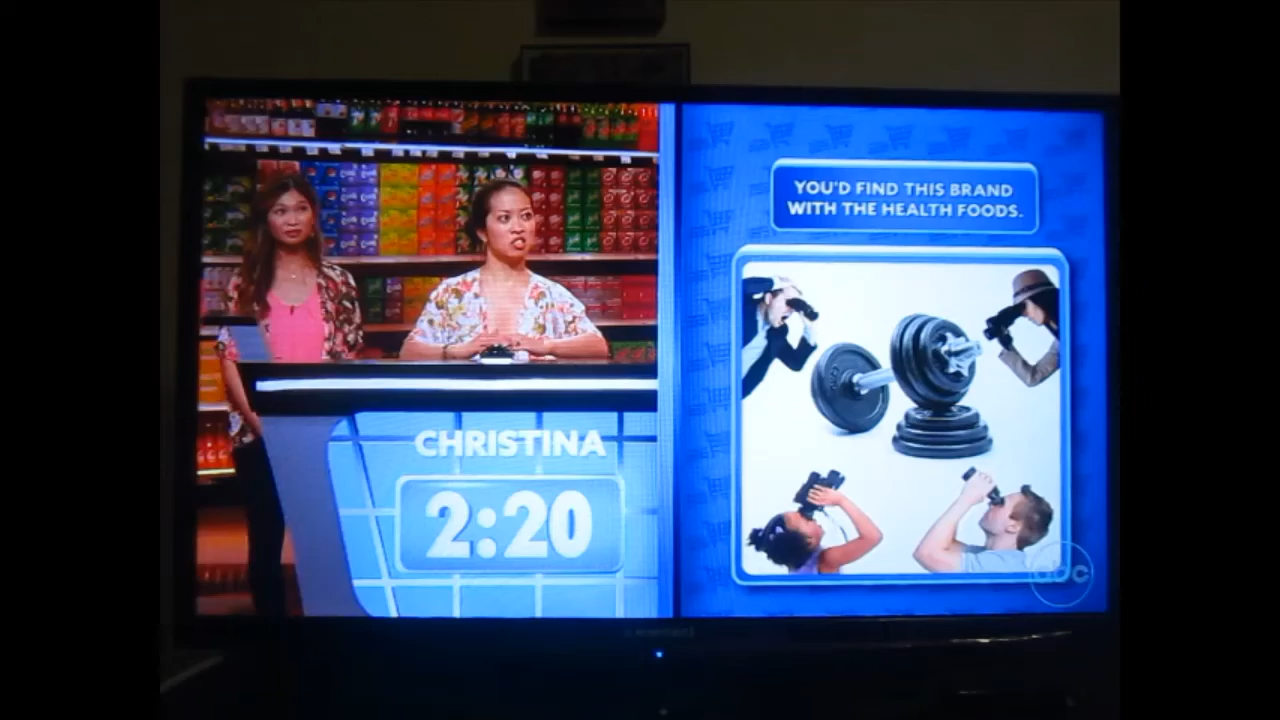 YOU'D FIND THIS BRAND
WITH THE HEALTH FOODS.
CHRISTINA
2:20
abc